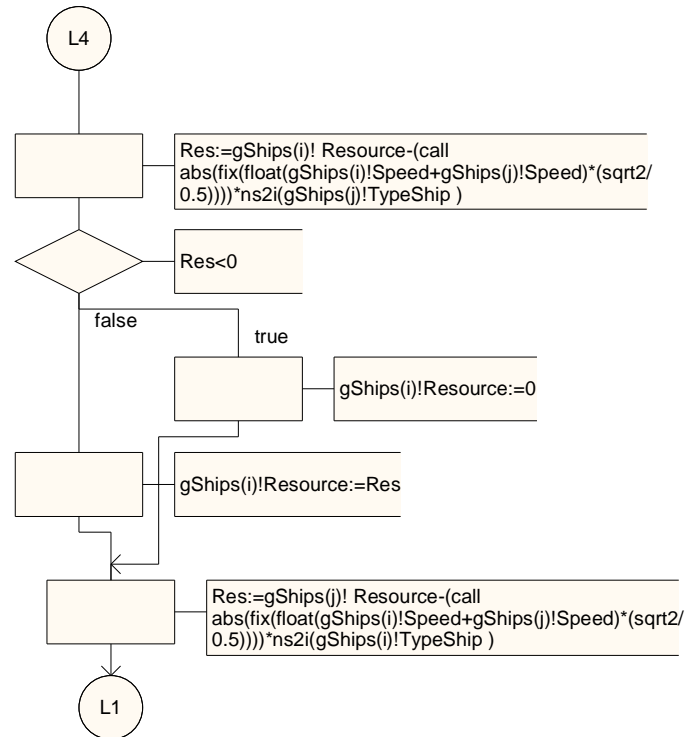 L4
Res:=gShips(i)! Resource-(call
abs(fix(float(gShips(i)!Speed+gShips(j)!Speed)*(sqrt2/
0.5))))*ns2i(gShips(j)!TypeShip )
Res<0
false
true
gShips(i)!Resource:=0
gShips(i)!Resource:=Res
Res:=gShips(j)! Resource-(call
abs(fix(float(gShips(i)!Speed+gShips(j)!Speed)*(sqrt2/
0.5))))*ns2i(gShips(i)!TypeShip )
L1